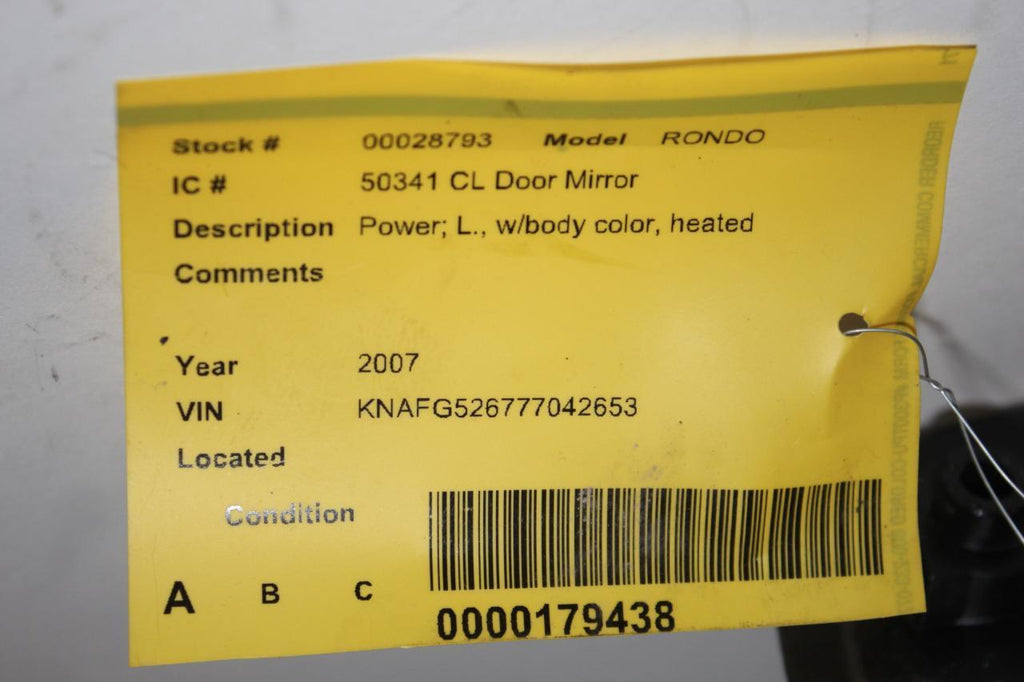 Stock # 00028793 Model RONDO
IC # 50341 CL Door Mirror
Description Power; L., w/body color, heated
Comments
Year 2007
VIN KNAFG526777042653
Located
Condition
A B C
0000179438